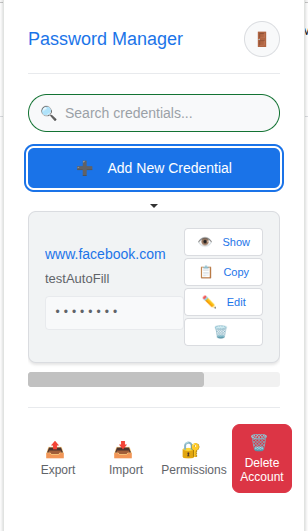 Password Manager
Search credentials...
Add New Credential
www.facebook.com
testAutoFill
••••••••
Show
Copy
Edit
Export
Import
Permissions
Delete
Account